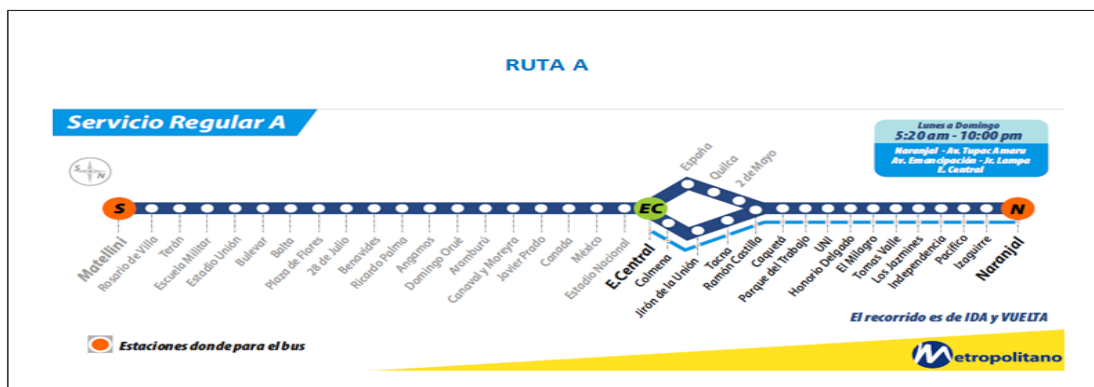 RUTA A
Servicio Regular A
Lunes a Domingo
5:20 am - 10:00 pm
Naranjal - Av. Tupac Amaru
Av. Emancipación - Jr. Lampa
E. Central
S
N
España
Quilca
2 de Mayo
S
EC
N
Matellini
Rosario de Villa
Terán
Escuela Militar
Estadio Unión
Bulevar
Balta
Plaza de Flores
28 de Julio
Benavides
Ricardo Palma
Angamos
Domingo Orué
Aramburú
Canaval y Moreyra
Javier Prado
Canada
México
Estadio Nacional
E.Central
Colmena
Jirón de la Unión
Tacna
Ramón Castilla
Caquetá
Parque del Trabajo
UNI
Honorio Delgado
El Milagro
Tomas Valle
Los Jazmines
Independencia
Pacífico
Izaguirre
Naranjal
El recorrido es de IDA y VUELTA
Estaciones donde para el bus
Metropolitano